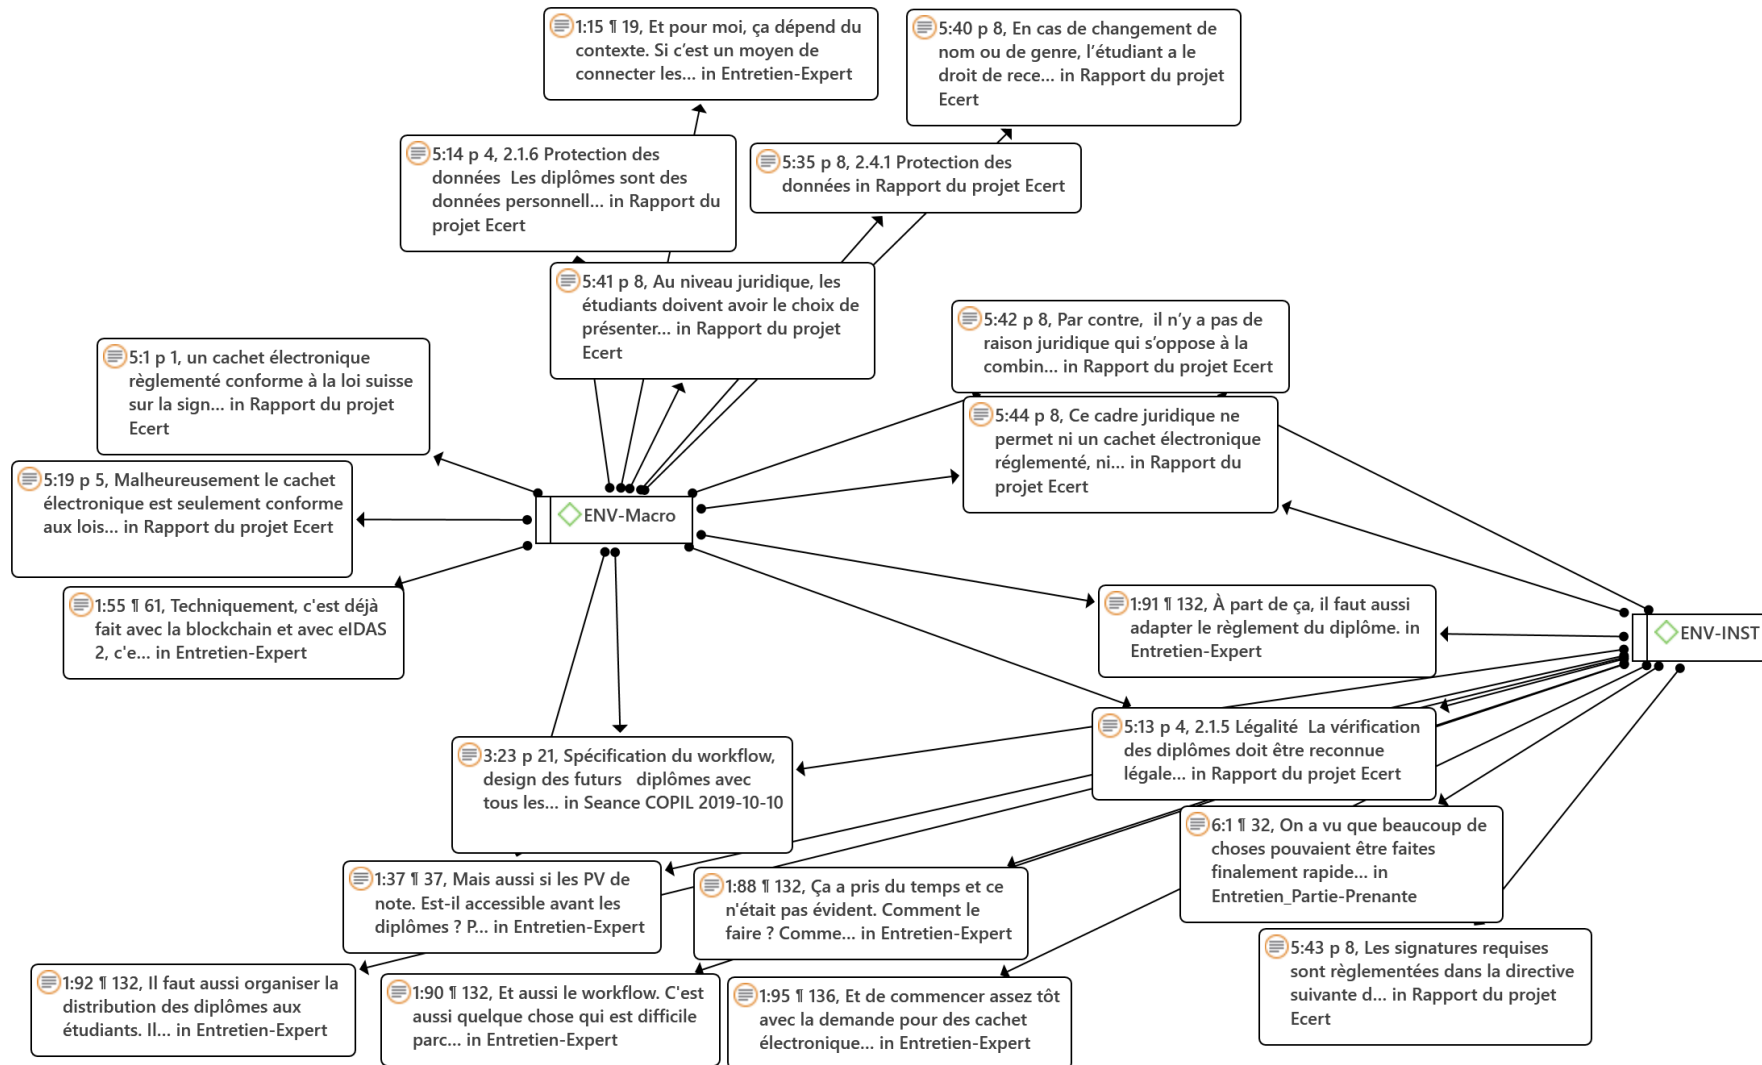 1:15 ¶ 19, Et pour moi, ça dépend du
contexte. Si c’est un moyen de
connecter les… in Entretien-Expert
5:40 p 8, En cas de changement de
nom ou de genre, l’étudiant a le
droit de rece… in Rapport du projet
Ecert
5:14 p 4, 2.1.6 Protection des
données Les diplômes sont des
données personnell… in Rapport du
projet Ecert
5:35 p 8, 2.4.1 Protection des
données in Rapport du projet Ecert
5:41 p 8, Au niveau juridique, les
étudiants doivent avoir le choix de
présenter… in Rapport du projet
Ecert
5:42 p 8, Par contre, il n’y a pas de
raison juridique qui s’oppose à la
combin… in Rapport du projet Ecert
5:1 p 1, un cachet électronique
règlementé conforme à la loi suisse
sur la sign… in Rapport du projet
Ecert
5:44 p 8, Ce cadre juridique ne
permet ni un cachet électronique
réglementé, ni… in Rapport du
projet Ecert
5:19 p 5, Malheureusement le cachet
électronique est seulement conforme
aux lois… in Rapport du projet Ecert
ENV-Macro
1:55 ¶ 61, Techniquement, c'est déjà
fait avec la blockchain et avec eIDAS
2, c'e… in Entretien-Expert
1:91 ¶ 132, À part de ça, il faut aussi
adapter le règlement du diplôme. in
Entretien-Expert
ENV-INST
5:13 p 4, 2.1.5 Légalité La vérification
des diplômes doit être reconnue
légale… in Rapport du projet Ecert
3:23 p 21, Spécification du workflow,
design des futurs diplômes avec
tous les… in Seance COPIL 2019-10-10
6:1 ¶ 32, On a vu que beaucoup de
choses pouvaient être faites
finalement rapide… in
Entretien_Partie-Prenante
1:37 ¶ 37, Mais aussi si les PV de
note. Est-il accessible avant les
diplômes ? P… in Entretien-Expert
1:88 ¶ 132, Ça a pris du temps et ce
n'était pas évident. Comment le
faire ? Comme… in Entretien-Expert
5:43 p 8, Les signatures requises
sont règlementées dans la directive
suivante d… in Rapport du projet
Ecert
1:92 ¶ 132, Il faut aussi organiser la
distribution des diplômes aux
étudiants. Il… in Entretien-Expert
1:90 ¶ 132, Et aussi le workflow. C'est
aussi quelque chose qui est difficile
parc… in Entretien-Expert
1:95 ¶ 136, Et de commencer assez tôt
avec la demande pour des cachet
électronique… in Entretien-Expert